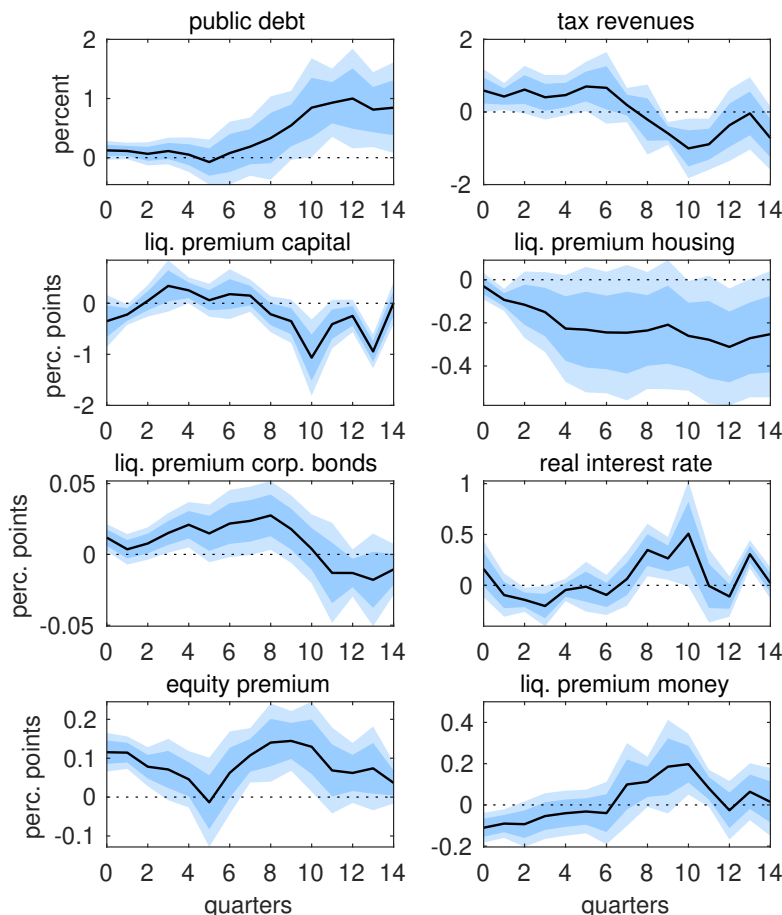 public debt
2
1
0
percent
0 2 4 6 8 10 12 14
tax revenues
2
0
-2
0 2 4 6 8 10 12 14
liq. premium capital
0
-1
-2
perc. points
0 2 4 6 8 10 12 14
liq. premium housing
0
-0.2
-0.4
0 2 4 6 8 10 12 14
liq. premium corp. bonds
0.05
0
-0.05
perc. points
0 2 4 6 8 10 12 14
real interest rate
1
0.5
0
0 2 4 6 8 10 12 14
equity premium
0.2
0.1
0
-0.1
perc. points
0 2 4 6 8 10 12 14
quarters
liq. premium money
0.4
0.2
0
-0.2
0 2 4 6 8 10 12 14
quarters